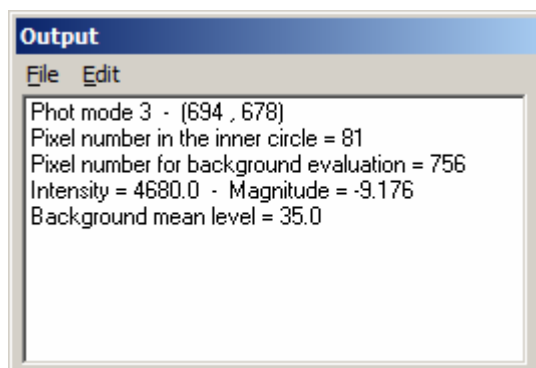 Output
File Edit
Phot mode 3 - (694 , 678)
Pixel number in the inner circle = 81
Pixel number for background evaluation = 756
Intensity = 4680.0 - Magnitude = -9.176
Background mean level = 35.0